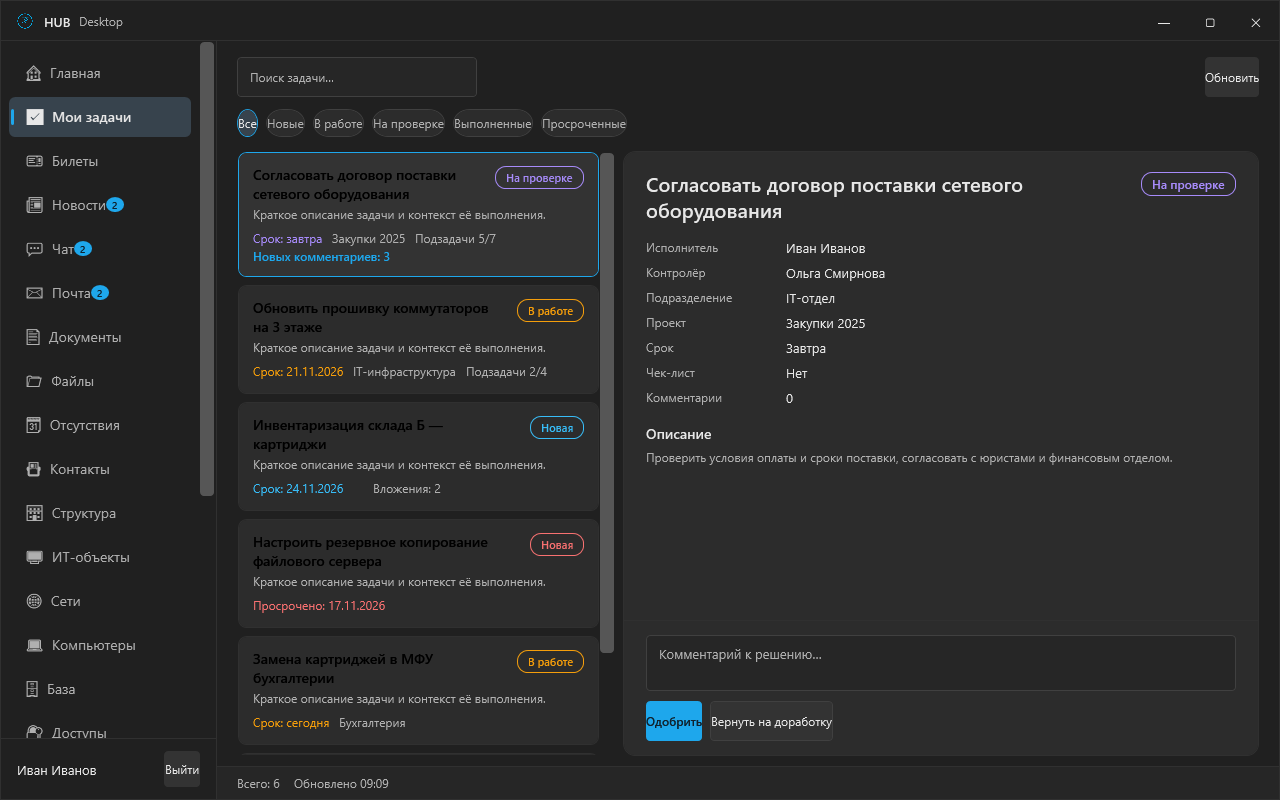 HUB Desktop
Главная
Мои задачи
Билеты
Новости 2
Чат 2
Почта 2
Документы
Файлы
31 Отсутствия
Контакты
Структура
ИТ-объекты
Сети
Компьютеры
База
Доступы
Иван Иванов
Выйти
Поиск задачи...
Обновить
Все Новые В работе На проверке Выполненные Просроченные
Согласовать договор поставки
сетевого оборудования
На проверке
Краткое описание задачи и контекст её выполнения.
Срок: завтра Закупки 2025 Подзадачи 5/7
Новых комментариев: 3
Обновить прошивку коммутаторов
на 3 этаже
В работе
Краткое описание задачи и контекст её выполнения.
Срок: 21.11.2026 IT-инфраструктура Подзадачи 2/4
Инвентаризация склада Б —
картриджи
Новая
Краткое описание задачи и контекст её выполнения.
Срок: 24.11.2026 Вложения: 2
Настроить резервное копирование
файлового сервера
Новая
Краткое описание задачи и контекст её выполнения.
Просрочено: 17.11.2026
Замена картриджей в МФУ
бухгалтерии
В работе
Краткое описание задачи и контекст её выполнения.
Срок: сегодня Бухгалтерия
Согласовать договор поставки сетевого
оборудования
На проверке
Исполнитель Иван Иванов
Контролёр Ольга Смирнова
Подразделение IT-отдел
Проект Закупки 2025
Срок Завтра
Чек-лист Нет
Комментарии 0
Описание
Проверить условия оплаты и сроки поставки, согласовать с юристами и финансовым отделом.
Комментарий к решению...
Одобрить
Вернуть на доработку
Всего: 6 Обновлено 09:09